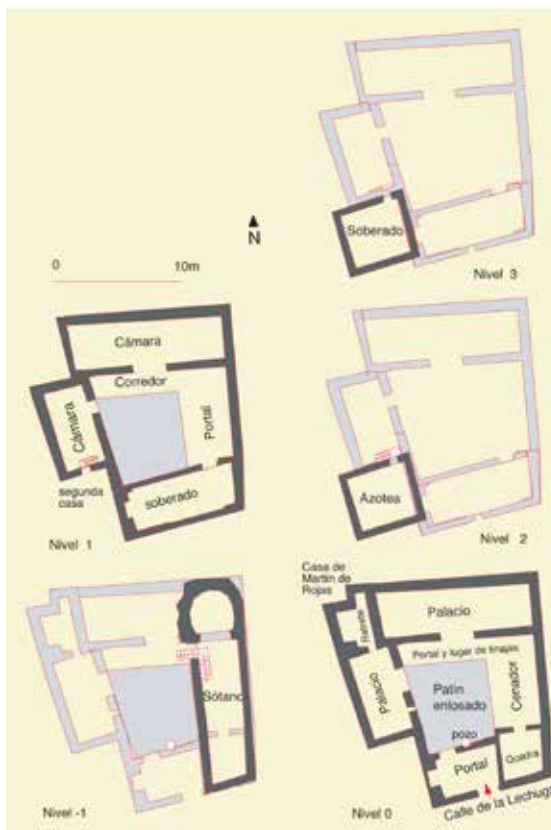 Soberado
Nivel 3
N
0 10m
Cámara
Corredor
Cámara
Portal
segunda
casa
soberado
Nivel 1
Azotea
Nivel 2
Casa de
Martín de
Rojas
Palacio
Retrete
Portal y lugar de tinajas
Palacio
Patín
enlosado
Cenador
pozo
Portal
Quadra
Calle de la Lechuga
Nivel 0
Sótano
Nivel -1